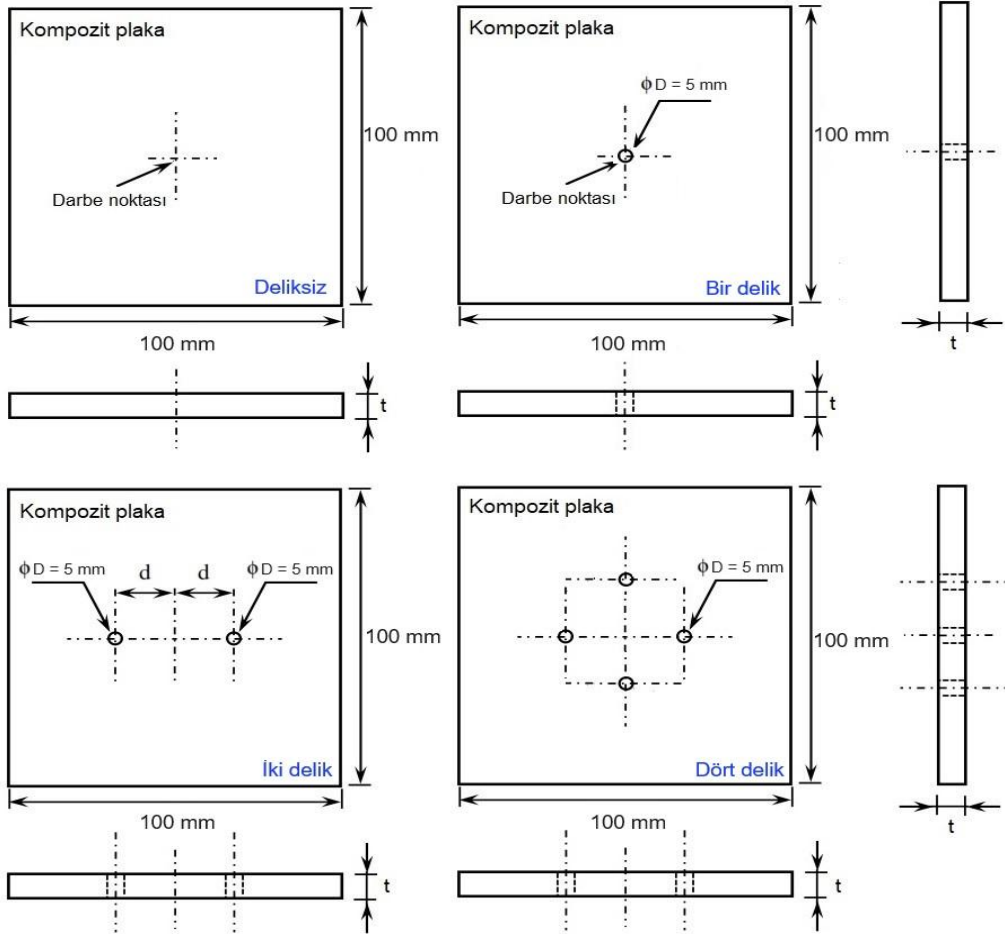 Kompozit plaka
100 mm
Darbe noktası
Deliksiz
100 mm
t
Kompozit plaka
ϕD = 5 mm
100 mm
Darbe noktası
Bir delik
100 mm
t
t
Kompozit plaka
ϕD = 5 mm
d
d
ϕD = 5 mm
100 mm
İki delik
100 mm
t
Kompozit plaka
ϕD = 5 mm
100 mm
Dört delik
100 mm
t
t